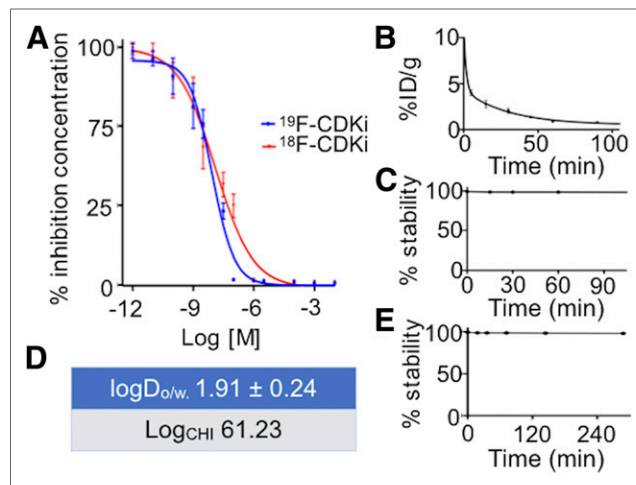 A
% inhibition concentration
100
75
25
0
-12
-9
-6
-3
Log [M]
19F-CDKi
18F-CDKi
B
%ID/g
10
5
0
0
50
100
Time (min)
C
% stability
100
50
0
0
30
60
90
Time (min)
D
logDo/w. 1.91 ± 0.24
LogCHI 61.23
E
% stability
100
50
0
0
120
240
Time (min)